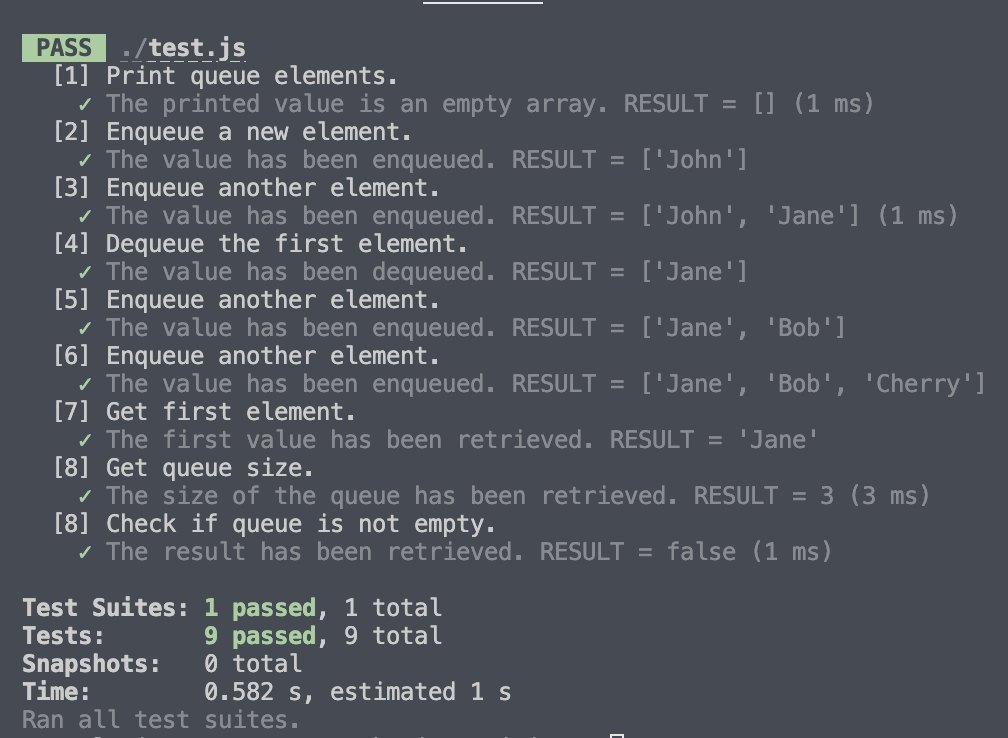 PASS ./test.js
[1] Print queue elements.
✓ The printed value is an empty array. RESULT = [] (1 ms)
[2] Enqueue a new element.
✓ The value has been enqueued. RESULT = ['John']
[3] Enqueue another element.
✓ The value has been enqueued. RESULT = ['John', 'Jane'] (1 ms)
[4] Dequeue the first element.
✓ The value has been dequeued. RESULT = ['Jane']
[5] Enqueue another element.
✓ The value has been enqueued. RESULT = ['Jane', 'Bob']
[6] Enqueue another element.
✓ The value has been enqueued. RESULT = ['Jane', 'Bob', 'Cherry']
[7] Get first element.
✓ The first value has been retrieved. RESULT = 'Jane'
[8] Get queue size.
✓ The size of the queue has been retrieved. RESULT = 3 (3 ms)
[8] Check if queue is not empty.
✓ The result has been retrieved. RESULT = false (1 ms)
Test Suites: 1 passed, 1 total
Tests: 9 passed, 9 total
Snapshots: 0 total
Time: 0.582 s, estimated 1 s
Ran all test suites.